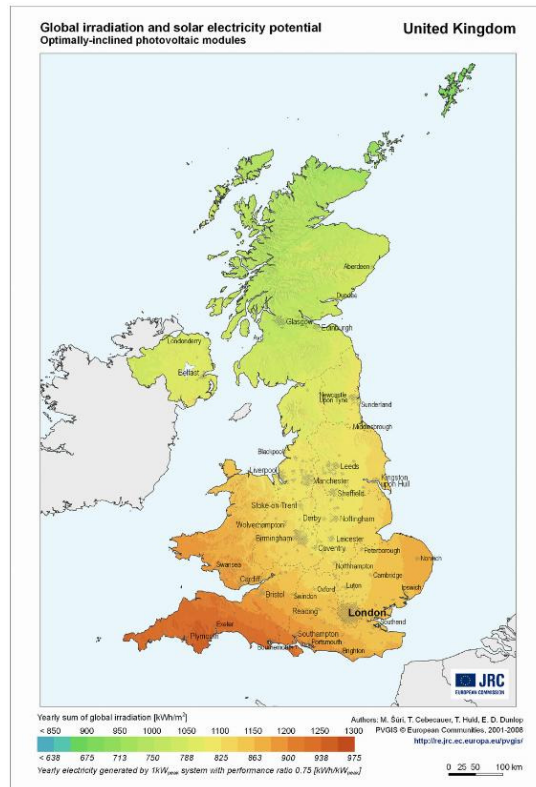 Global irradiation and solar electricity potential
Optimally-inclined photovoltaic modules
United Kingdom
Aberdeen
Dundee
Glasgow
Edinburgh
Londonderry
Belfast
Newcastle
upon Tyne
Sunderland
Middlesbrough
Blackpool
Leeds
Kingston
upon Hull
Liverpool
Manchester
Sheffield
Stoke-on-Trent
Derby
Nottingham
Wolverhampton
Birmingham
Leicester
Peterborough
Norwich
Coventry
Northhampton
Cambridge
Ipswich
Swansea
Cardiff
Oxford
Luton
Bristol
Swindon
London
Southend
Reading
Exeter
Southampton
Plymouth
Bournemouth
Portsmouth
Brighton
JRC
EUROPEAN COMMISSION
Yearly sum of global irradiation [kWh/m²]
Authors: M. Šúri, T. Cebecauer, T. Huld, E. D. Dunlop
PVGIS © European Communities, 2001-2008
http://re.jrc.ec.europa.eu/pvgis/
< 850 900 950 1000 1050 1100 1150 1200 1250 1300
< 638 675 713 750 788 825 863 900 938 975
0 25 50 100 km
Yearly electricity generated by 1kWpeak system with performance ratio 0.75 [kWh/kWpeak]